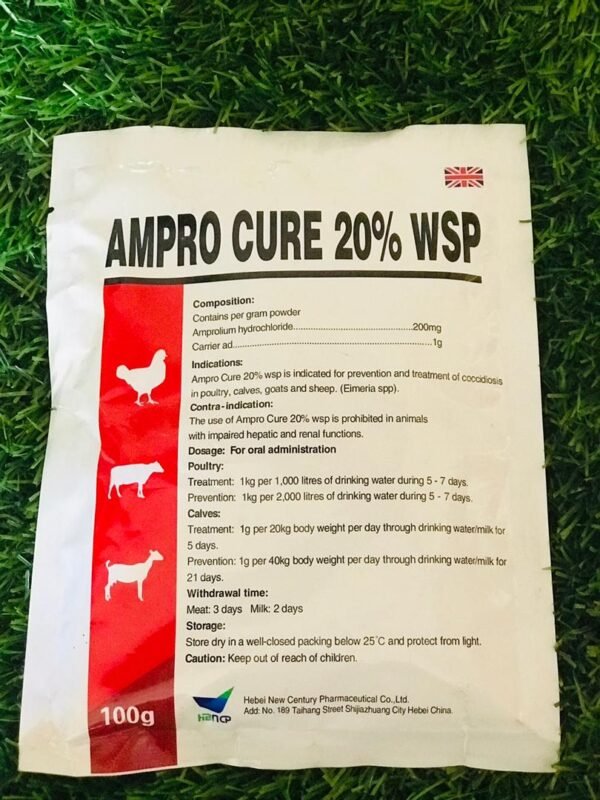 AMPRO CURE 20% WSP
Composition:
Contains per gram powder
Amprolium hydrochloride..................................200mg
Carrier ad.........................................................1g
Indications:
Ampro Cure 20% wsp is indicated for prevention and treatment of coccidiosis
in poultry, calves, goats and sheep. (Eimeria spp).
Contra-indication:
The use of Ampro Cure 20% wsp is prohibited in animals
with impaired hepatic and renal functions.
Dosage: For oral administration
Poultry:
Treatment: 1kg per 1,000 litres of drinking water during 5 - 7 days.
Prevention: 1kg per 2,000 litres of drinking water during 5 - 7 days.
Calves:
Treatment: 1g per 20kg body weight per day through drinking water/milk for
5 days.
Prevention: 1g per 40kg body weight per day through drinking water/milk for
21 days.
Withdrawal time:
Meat: 3 days Milk: 2 days
Storage:
Store dry in a well-closed packing below 25°C and protect from light.
Caution: Keep out of reach of children.
100g
HeNCP
Hebei New Century Pharmaceutical Co.,Ltd.
Add: No. 189 Taihang Street Shijiazhuang City Hebei China.